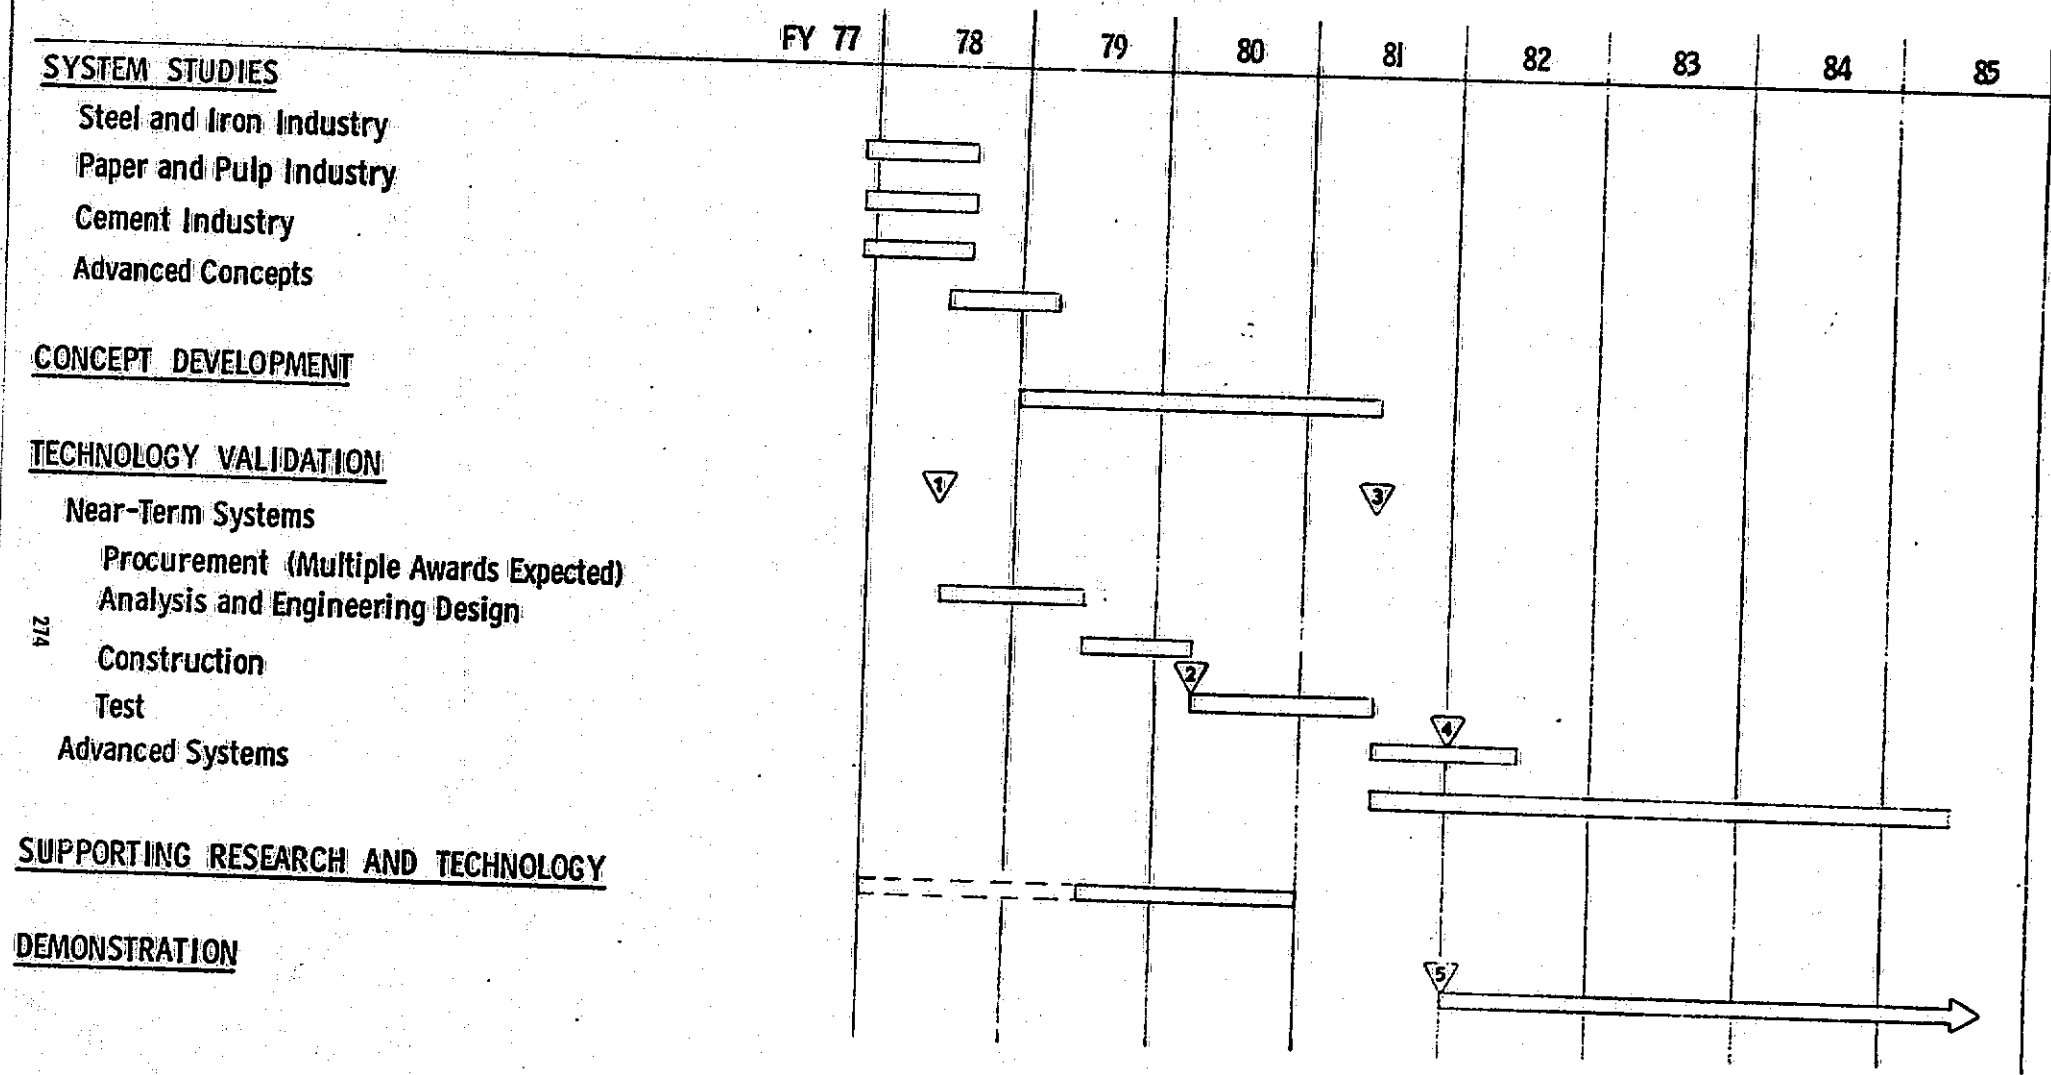 FY 77 78 79 80 81 82 83 84 85
SYSTEM STUDIES
Steel and Iron Industry
Paper and Pulp Industry
Cement Industry
Advanced Concepts
CONCEPT DEVELOPMENT
TECHNOLOGY VALIDATION
1 3
Near-Term Systems
Procurement (Multiple Awards Expected)
Analysis and Engineering Design
274
Construction
2
Test
4
Advanced Systems
SUPPORTING RESEARCH AND TECHNOLOGY
DEMONSTRATION
5